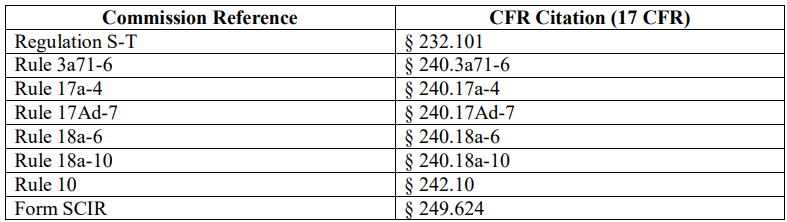 Commission Reference CFR Citation (17 CFR)
Regulation S-T § 232.101
Rule 3a71-6 § 240.3a71-6
Rule 17a-4 § 240.17a-4
Rule 17Ad-7 § 240.17Ad-7
Rule 18a-6 § 240.18a-6
Rule 18a-10 § 240.18a-10
Rule 10 § 242.10
Form SCIR § 249.624